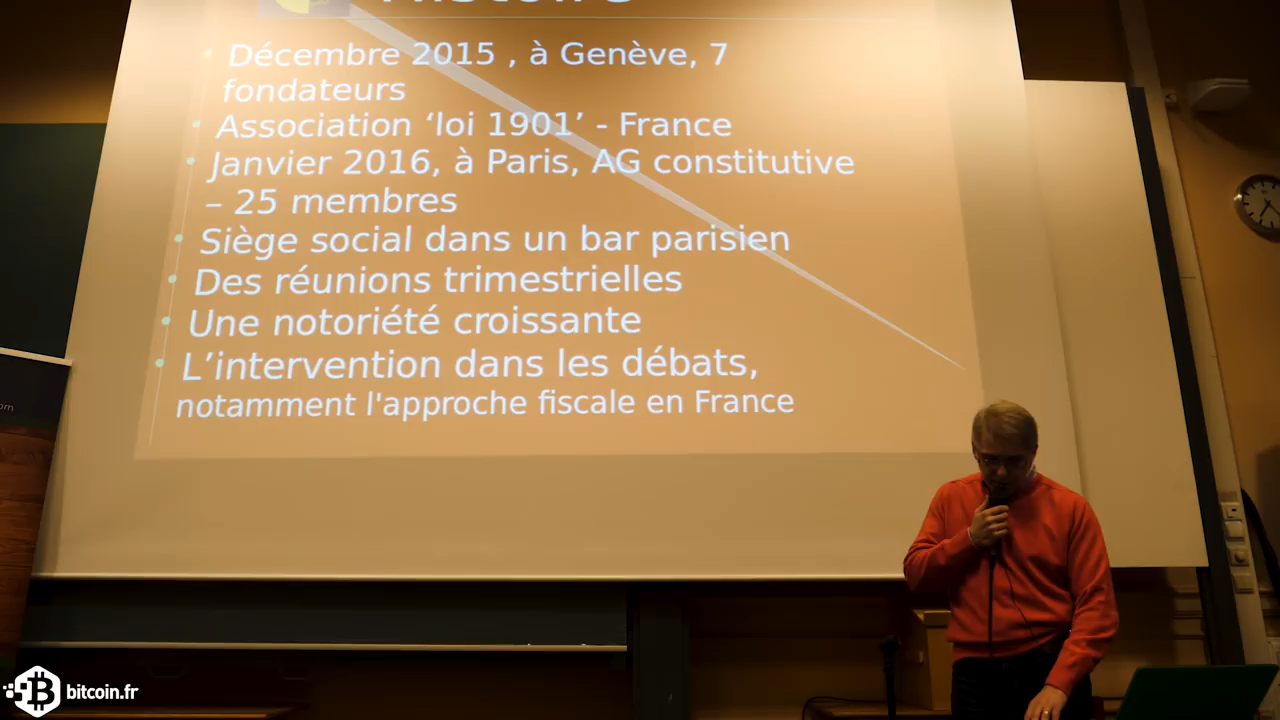 Histoire
Décembre 2015 , à Genève, 7
fondateurs
Association ‘loi 1901’ - France
Janvier 2016, à Paris, AG constitutive
– 25 membres
Siège social dans un bar parisien
Des réunions trimestrielles
Une notoriété croissante
L’intervention dans les débats,
notamment l'approche fiscale en France
om
bitcoin.fr